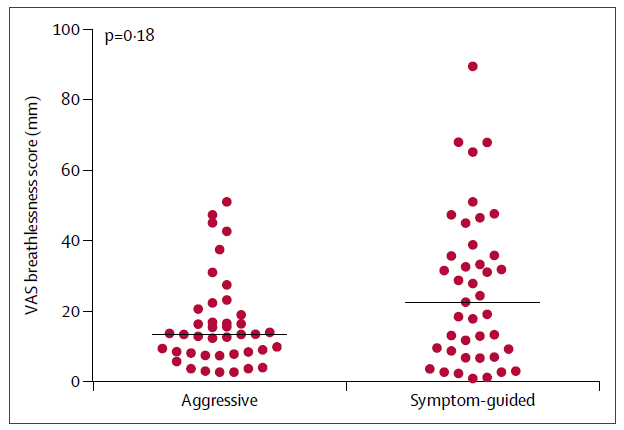 100
p=0·18
80
60
40
20
0
VAS breathlessness score (mm)
Aggressive
Symptom-guided